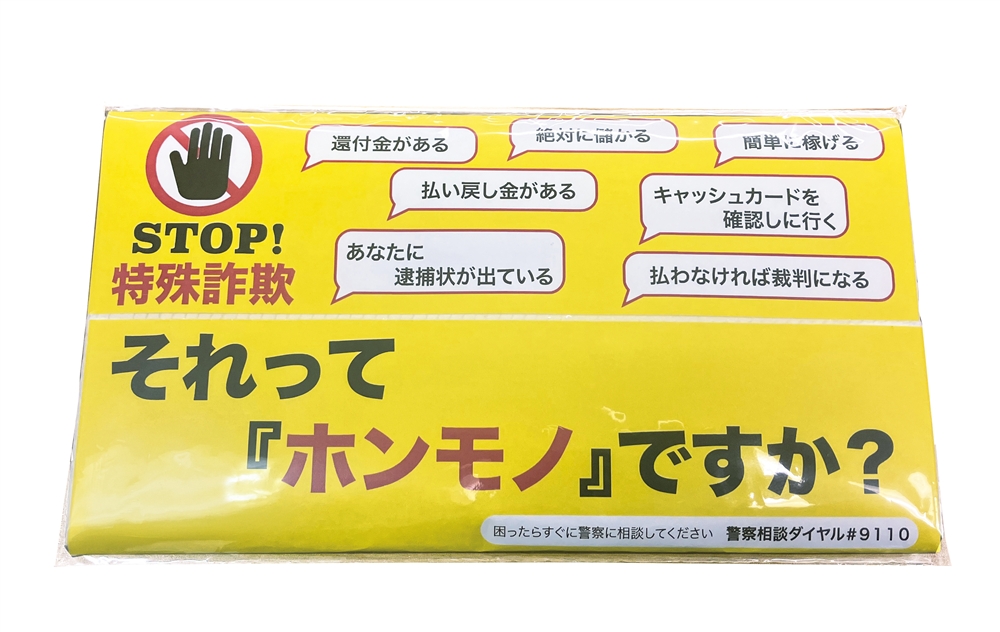 STOP!
特殊詐欺
還付金がある
絶対に儲かる
簡単に稼げる
払い戻し金がある
キャッシュカードを
確認しに行く
あなたに
逮捕状が出ている
払わなければ裁判になる
それって
『ホンモノ』ですか?
困ったらすぐに警察に相談してください 警察相談ダイヤル#9110